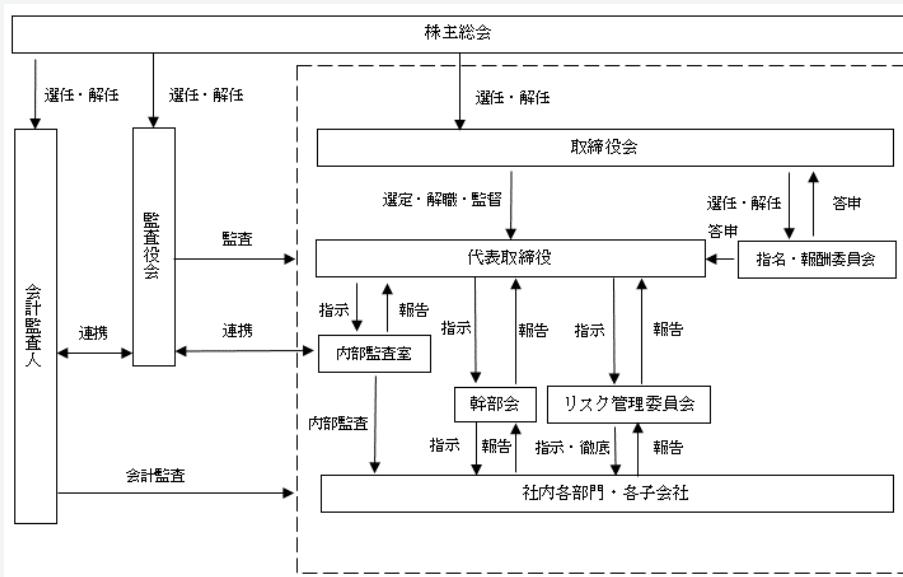 株主総会
選任・解任
選任・解任
選任・解任
取締役会
選定・解職・監督
選任・解任
答申
答申
監査役会
監査
代表取締役
指名・報酬委員会
会計監査人
指示
報告
指示
報告
指示
報告
連携
連携
内部監査室
幹部会
リスク管理委員会
内部監査
指示
報告
指示・徹底
報告
会計監査
社内各部門・各子会社